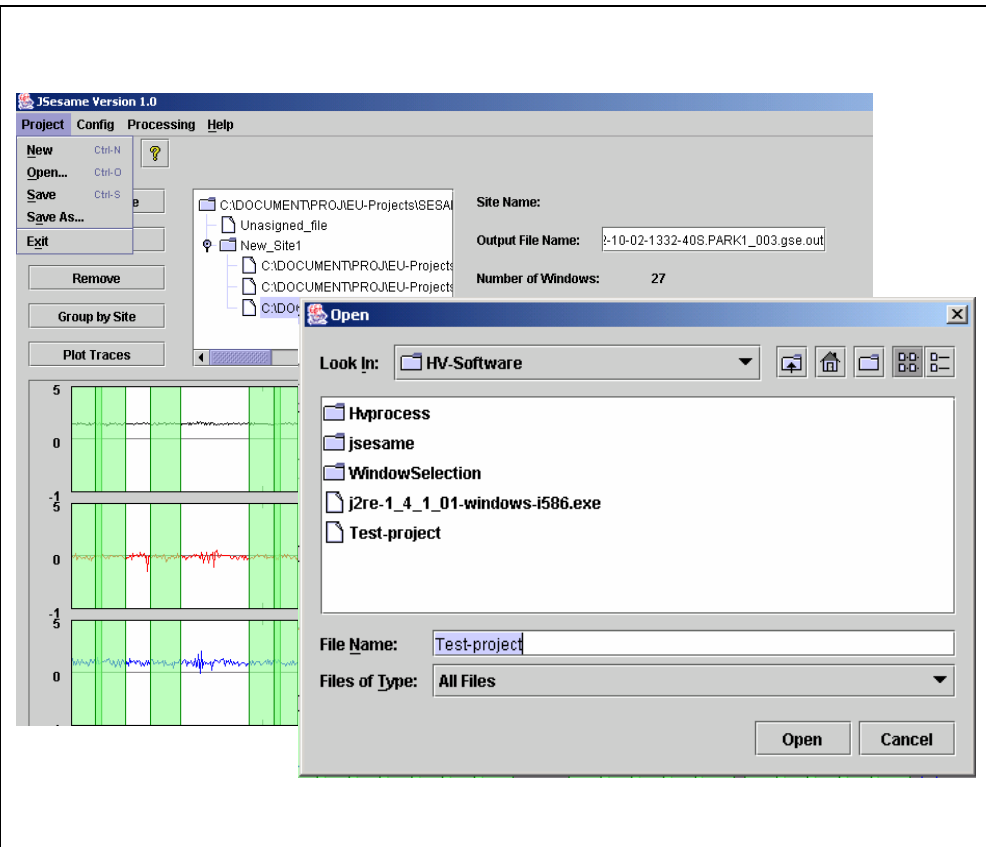 JSesame Version 1.0
Project Config Processing Help
New Ctrl-N
Open... Ctrl-O
Save Ctrl-S
Save As...
Exit
?
Remove
Group by Site
Plot Traces
C:\DOCUMENT\PROJ\EU-Projects\SESA
Unasigned_file
New_Site1
C:\DOCUMENT\PROJ\EU-Projects
C:\DOCUMENT\PROJ\EU-Projects
Site Name:
Output File Name: 2-10-02-1332-40S.PARK1_003.gse.out
Number of Windows: 27
Open
Look In: HV-Software
Hvprocess
jsesame
WindowSelection
j2re-1_4_1_01-windows-i586.exe
Test-project
File Name: Test-project
Files of Type: All Files
Open Cancel
5
0
-1
5
0
-1
5
0